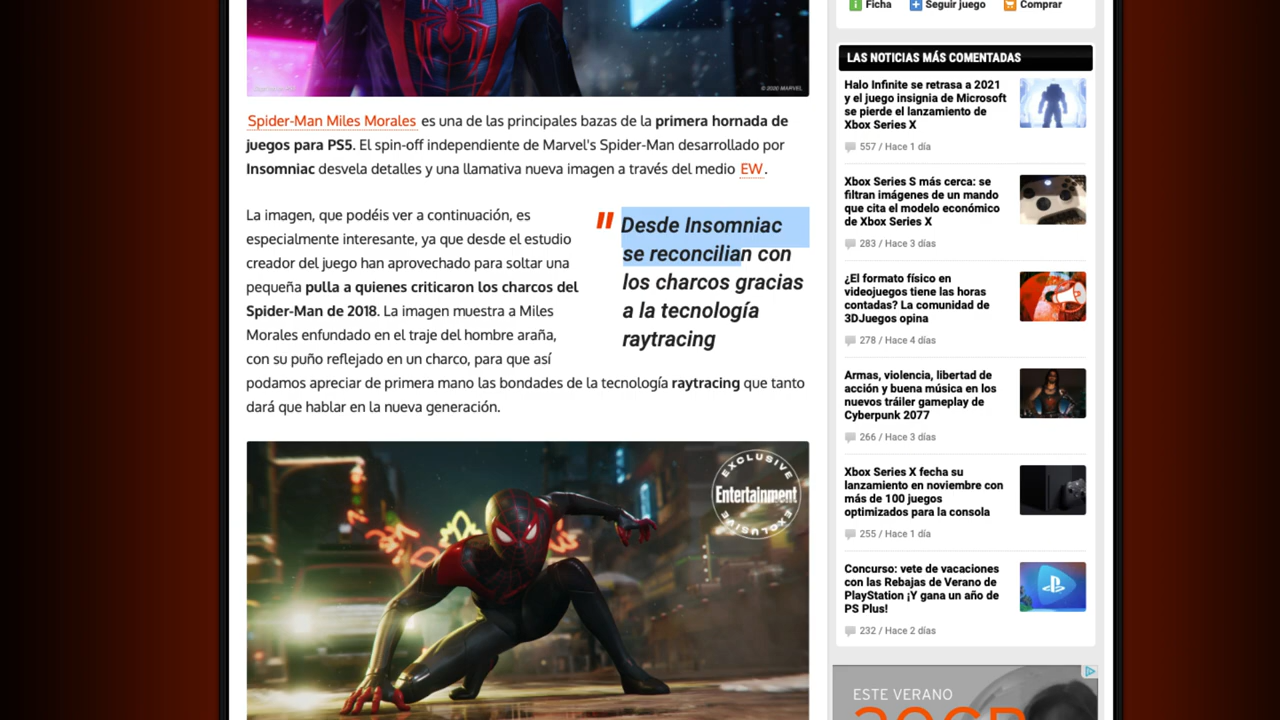 © 2020 MARVEL
Spider-Man Miles Morales es una de las principales bazas de la primera hornada de
juegos para PS5. El spin-off independiente de Marvel's Spider-Man desarrollado por
Insomniac desvela detalles y una llamativa nueva imagen a través del medio EW.
La imagen, que podéis ver a continuación, es
especialmente interesante, ya que desde el estudio
creador del juego han aprovechado para soltar una
pequeña pulla a quienes criticaron los charcos del
Spider-Man de 2018. La imagen muestra a Miles
Morales enfundado en el traje del hombre araña,
con su puño reflejado en un charco, para que así
podamos apreciar de primera mano las bondades de la tecnología raytracing que tanto
dará que hablar en la nueva generación.
"Desde Insomniac
se reconcilian con
los charcos gracias
a la tecnología
raytracing
EXCLUSIVE
Entertainment
EXCLUSIVE
Ficha Seguir juego Comprar
LAS NOTICIAS MÁS COMENTADAS
Halo Infinite se retrasa a 2021
y el juego insignia de Microsoft
se pierde el lanzamiento de
Xbox Series X
557 / Hace 1 día
Xbox Series S más cerca: se
filtran imágenes de un mando
que cita el modelo económico
de Xbox Series X
283 / Hace 3 días
¿El formato físico en
videojuegos tiene las horas
contadas? La comunidad de
3DJuegos opina
278 / Hace 4 días
Armas, violencia, libertad de
acción y buena música en los
nuevos tráiler gameplay de
Cyberpunk 2077
266 / Hace 3 días
Xbox Series X fecha su
lanzamiento en noviembre con
más de 100 juegos
optimizados para la consola
255 / Hace 1 día
Concurso: vete de vacaciones
con las Rebajas de Verano de
PlayStation ¡Y gana un año de
PS Plus!
232 / Hace 2 días
ESTE VERANO